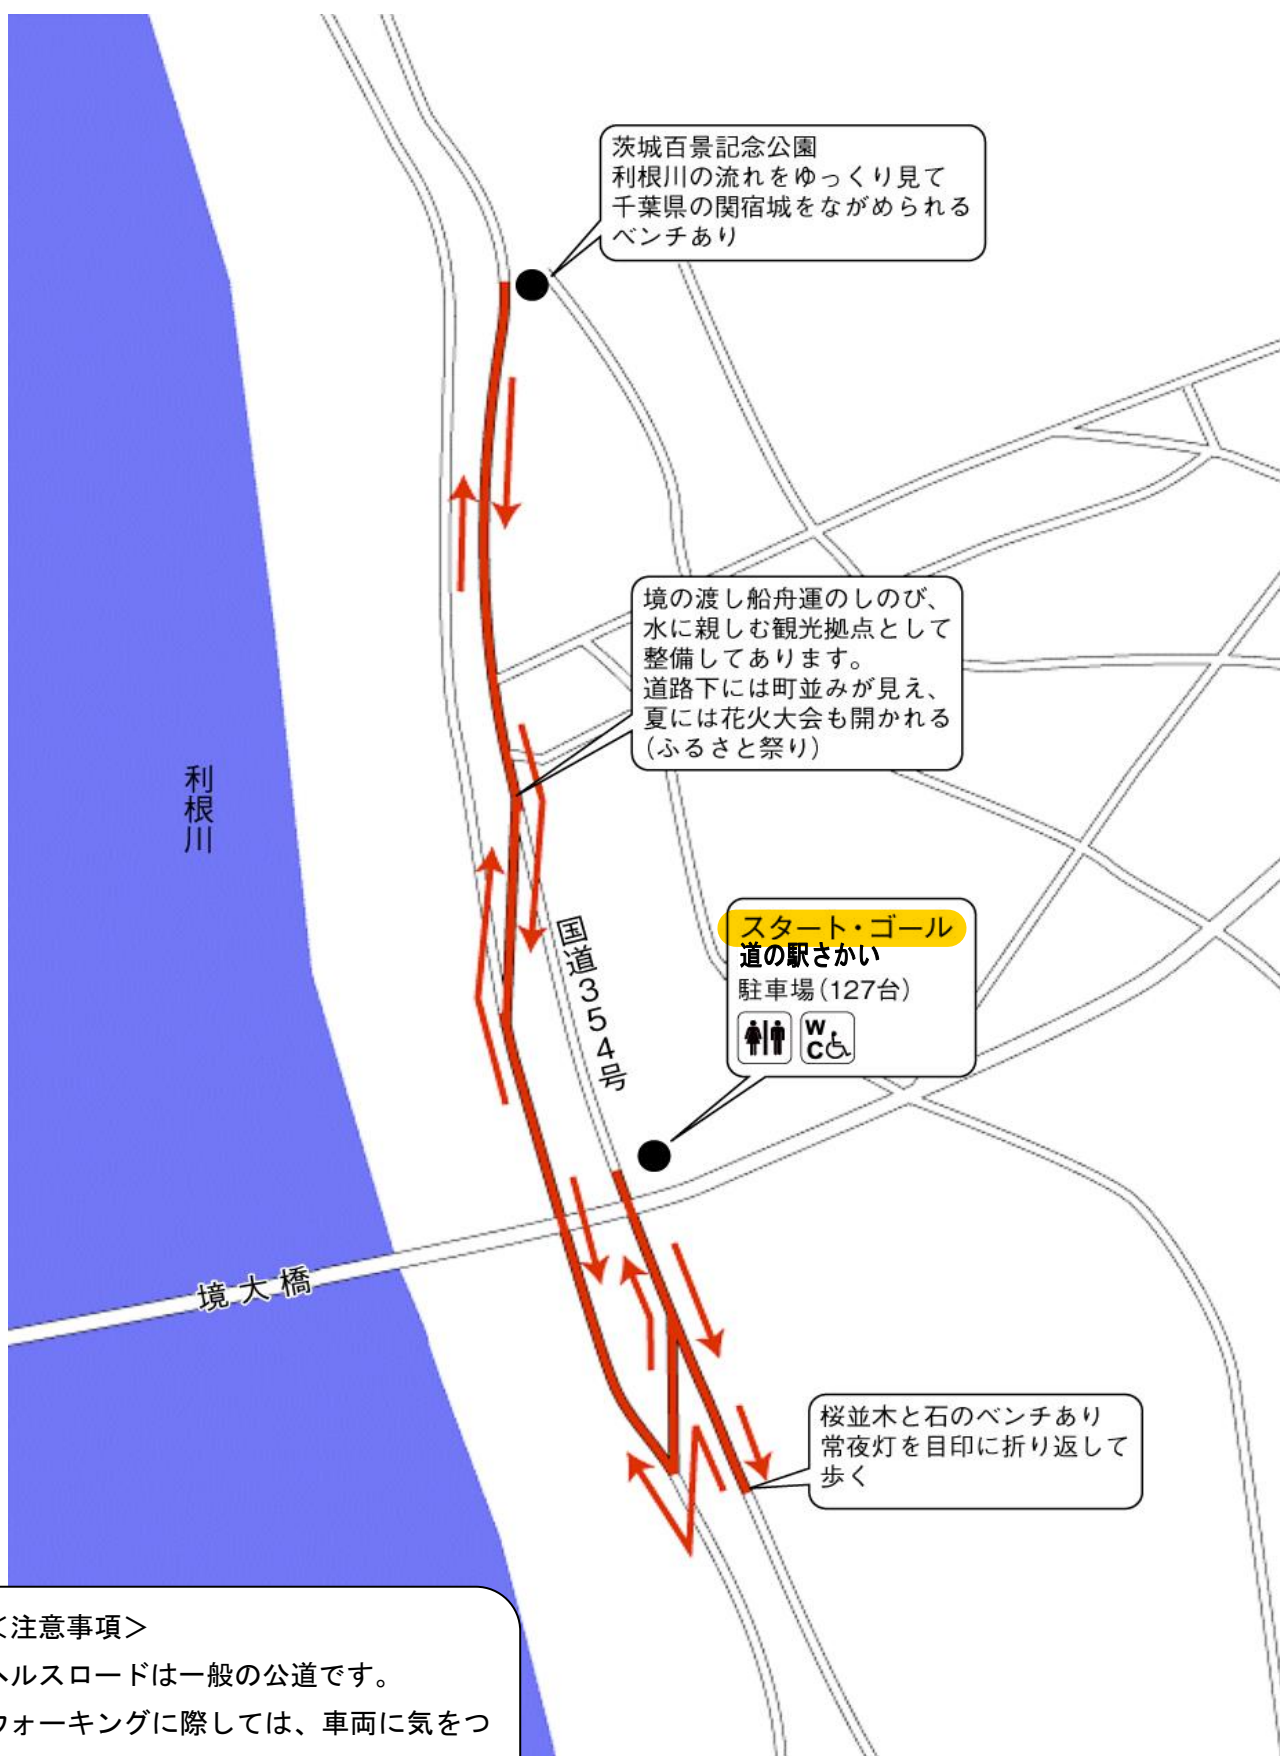 茨城百景記念公園
利根川の流れをゆっくり見て
千葉県の関宿城をながめられる
ベンチあり
境の渡し船舟運のしのび、
水に親しむ観光拠点として
整備してあります。
道路下には町並みが見え、
夏には花火大会も開かれる
(ふるさと祭り)
利根川
国道354号
スタート・ゴール
道の駅さかい
駐車場(127台)
WC
境大橋
桜並木と石のベンチあり
常夜灯を目印に折り返して
歩く
<注意事項>
ヘルスロードは一般の公道です。
ウォーキングに際しては、車両に気をつ